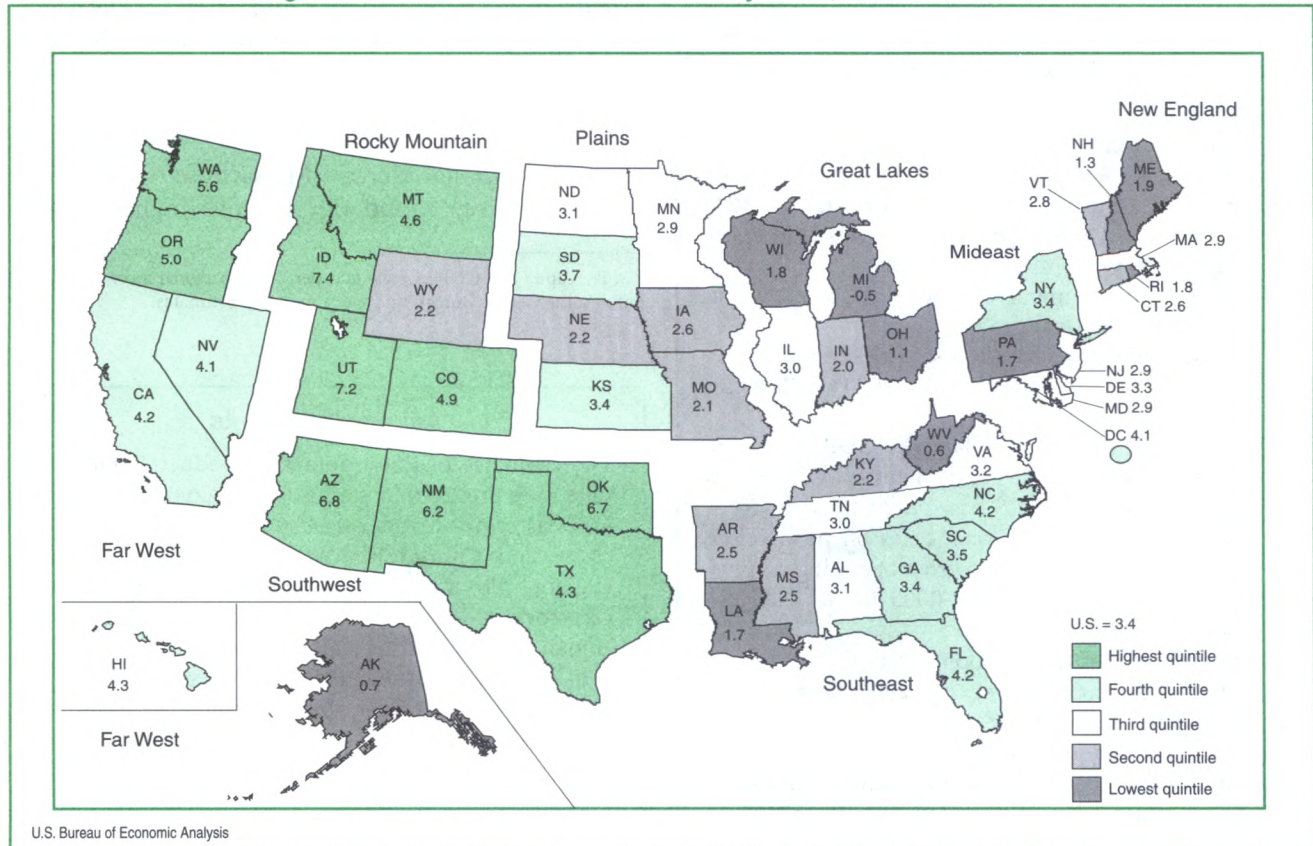 New England
Rocky Mountain
Plains
Great Lakes
Mideast
WA
5.6
OR
5.0
CA
4.2
NV
4.1
ID
7.4
MT
4.6
WY
2.2
UT
7.2
CO
4.9
AZ
6.8
NM
6.2
OK
6.7
TX
4.3
ND
3.1
SD
3.7
NE
2.2
KS
3.4
MN
2.9
IA
2.6
MO
2.1
WI
1.8
MI
-0.5
IL
3.0
IN
2.0
OH
1.1
NH
1.3
VT
2.8
ME
1.9
MA 2.9
RI 1.8
CT 2.6
NY
3.4
PA
1.7
NJ 2.9
DE 3.3
MD 2.9
DC 4.1
WV
0.6
VA
3.2
KY
2.2
TN
3.0
NC
4.2
SC
3.5
GA
3.4
AL
3.1
MS
2.5
AR
2.5
LA
1.7
FL
4.2
Far West
Southwest
Southeast
HI
4.3
Far West
AK
0.7
U.S. = 3.4
Highest quintile
Fourth quintile
Third quintile
Second quintile
Lowest quintile
U.S. Bureau of Economic Analysis